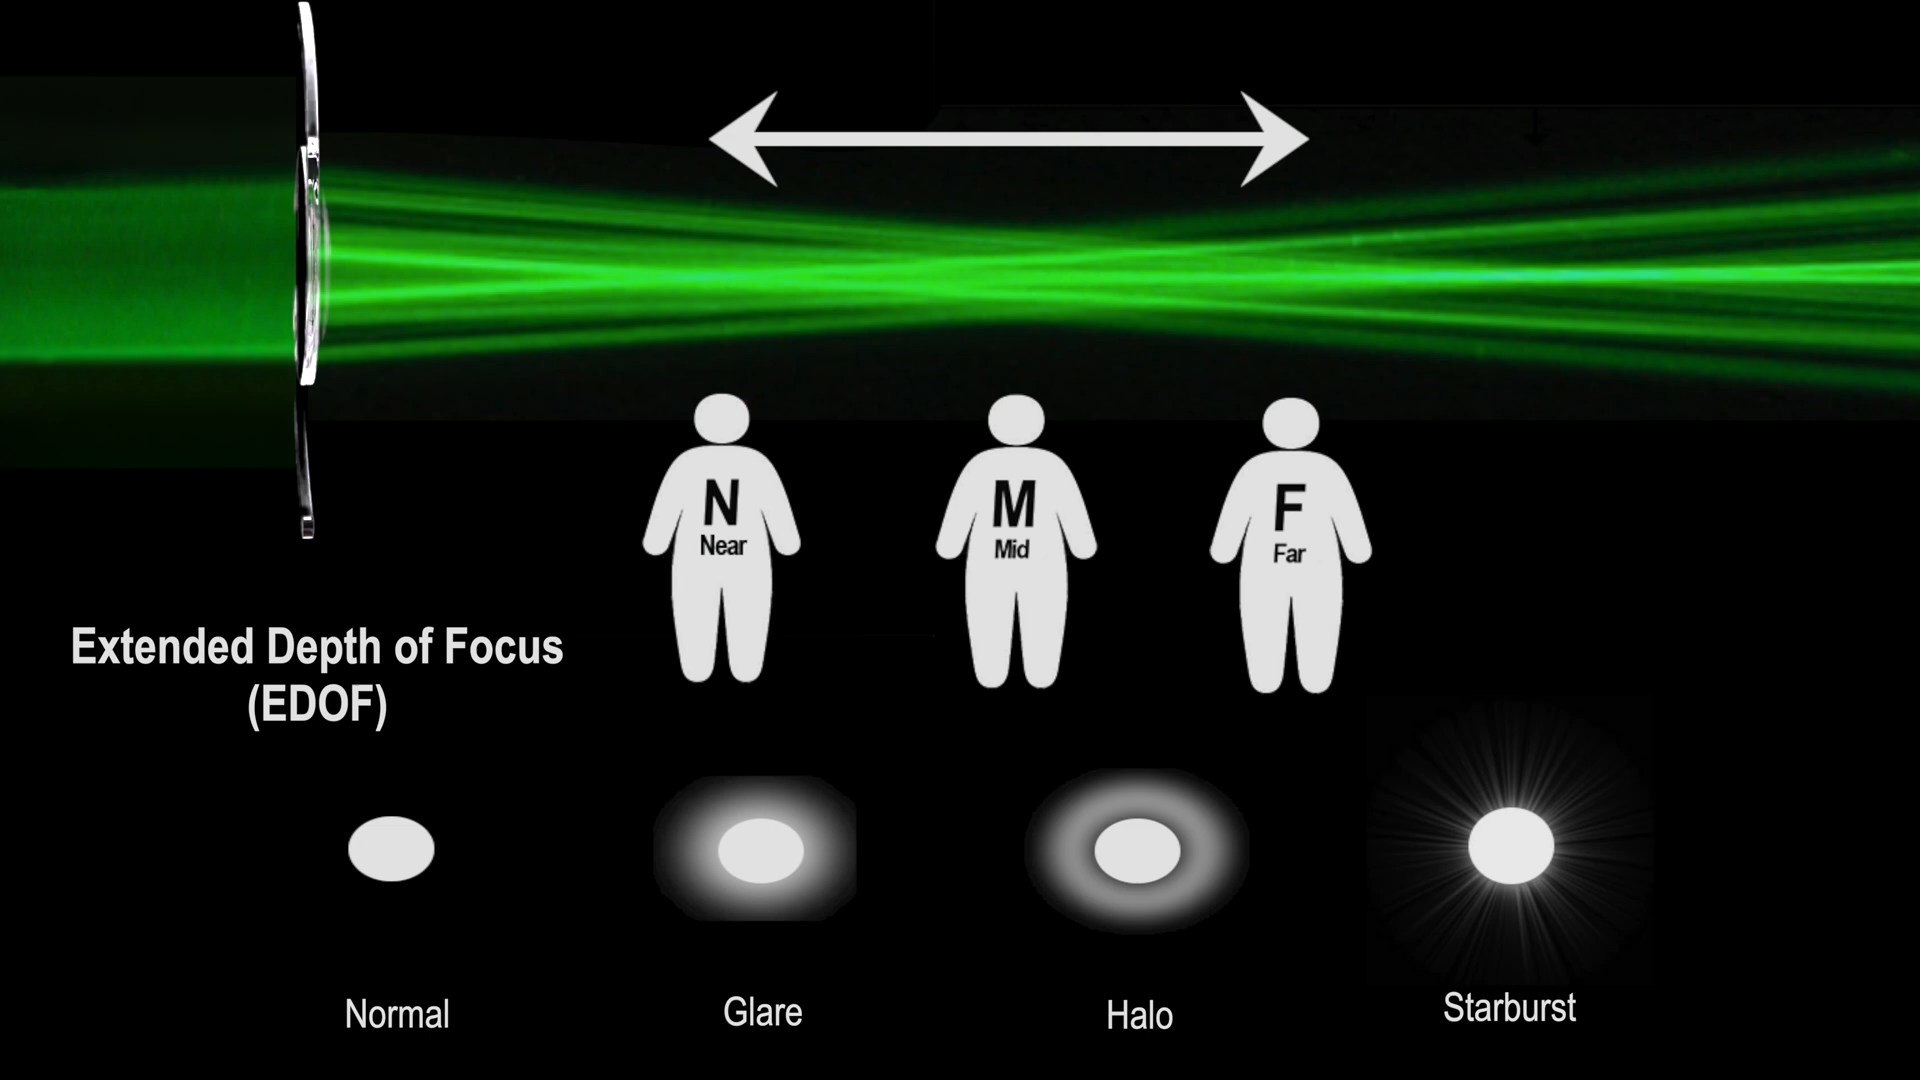 N
Near
M
Mid
F
Far
Extended Depth of Focus
(EDOF)
Normal
Glare
Halo
Starburst